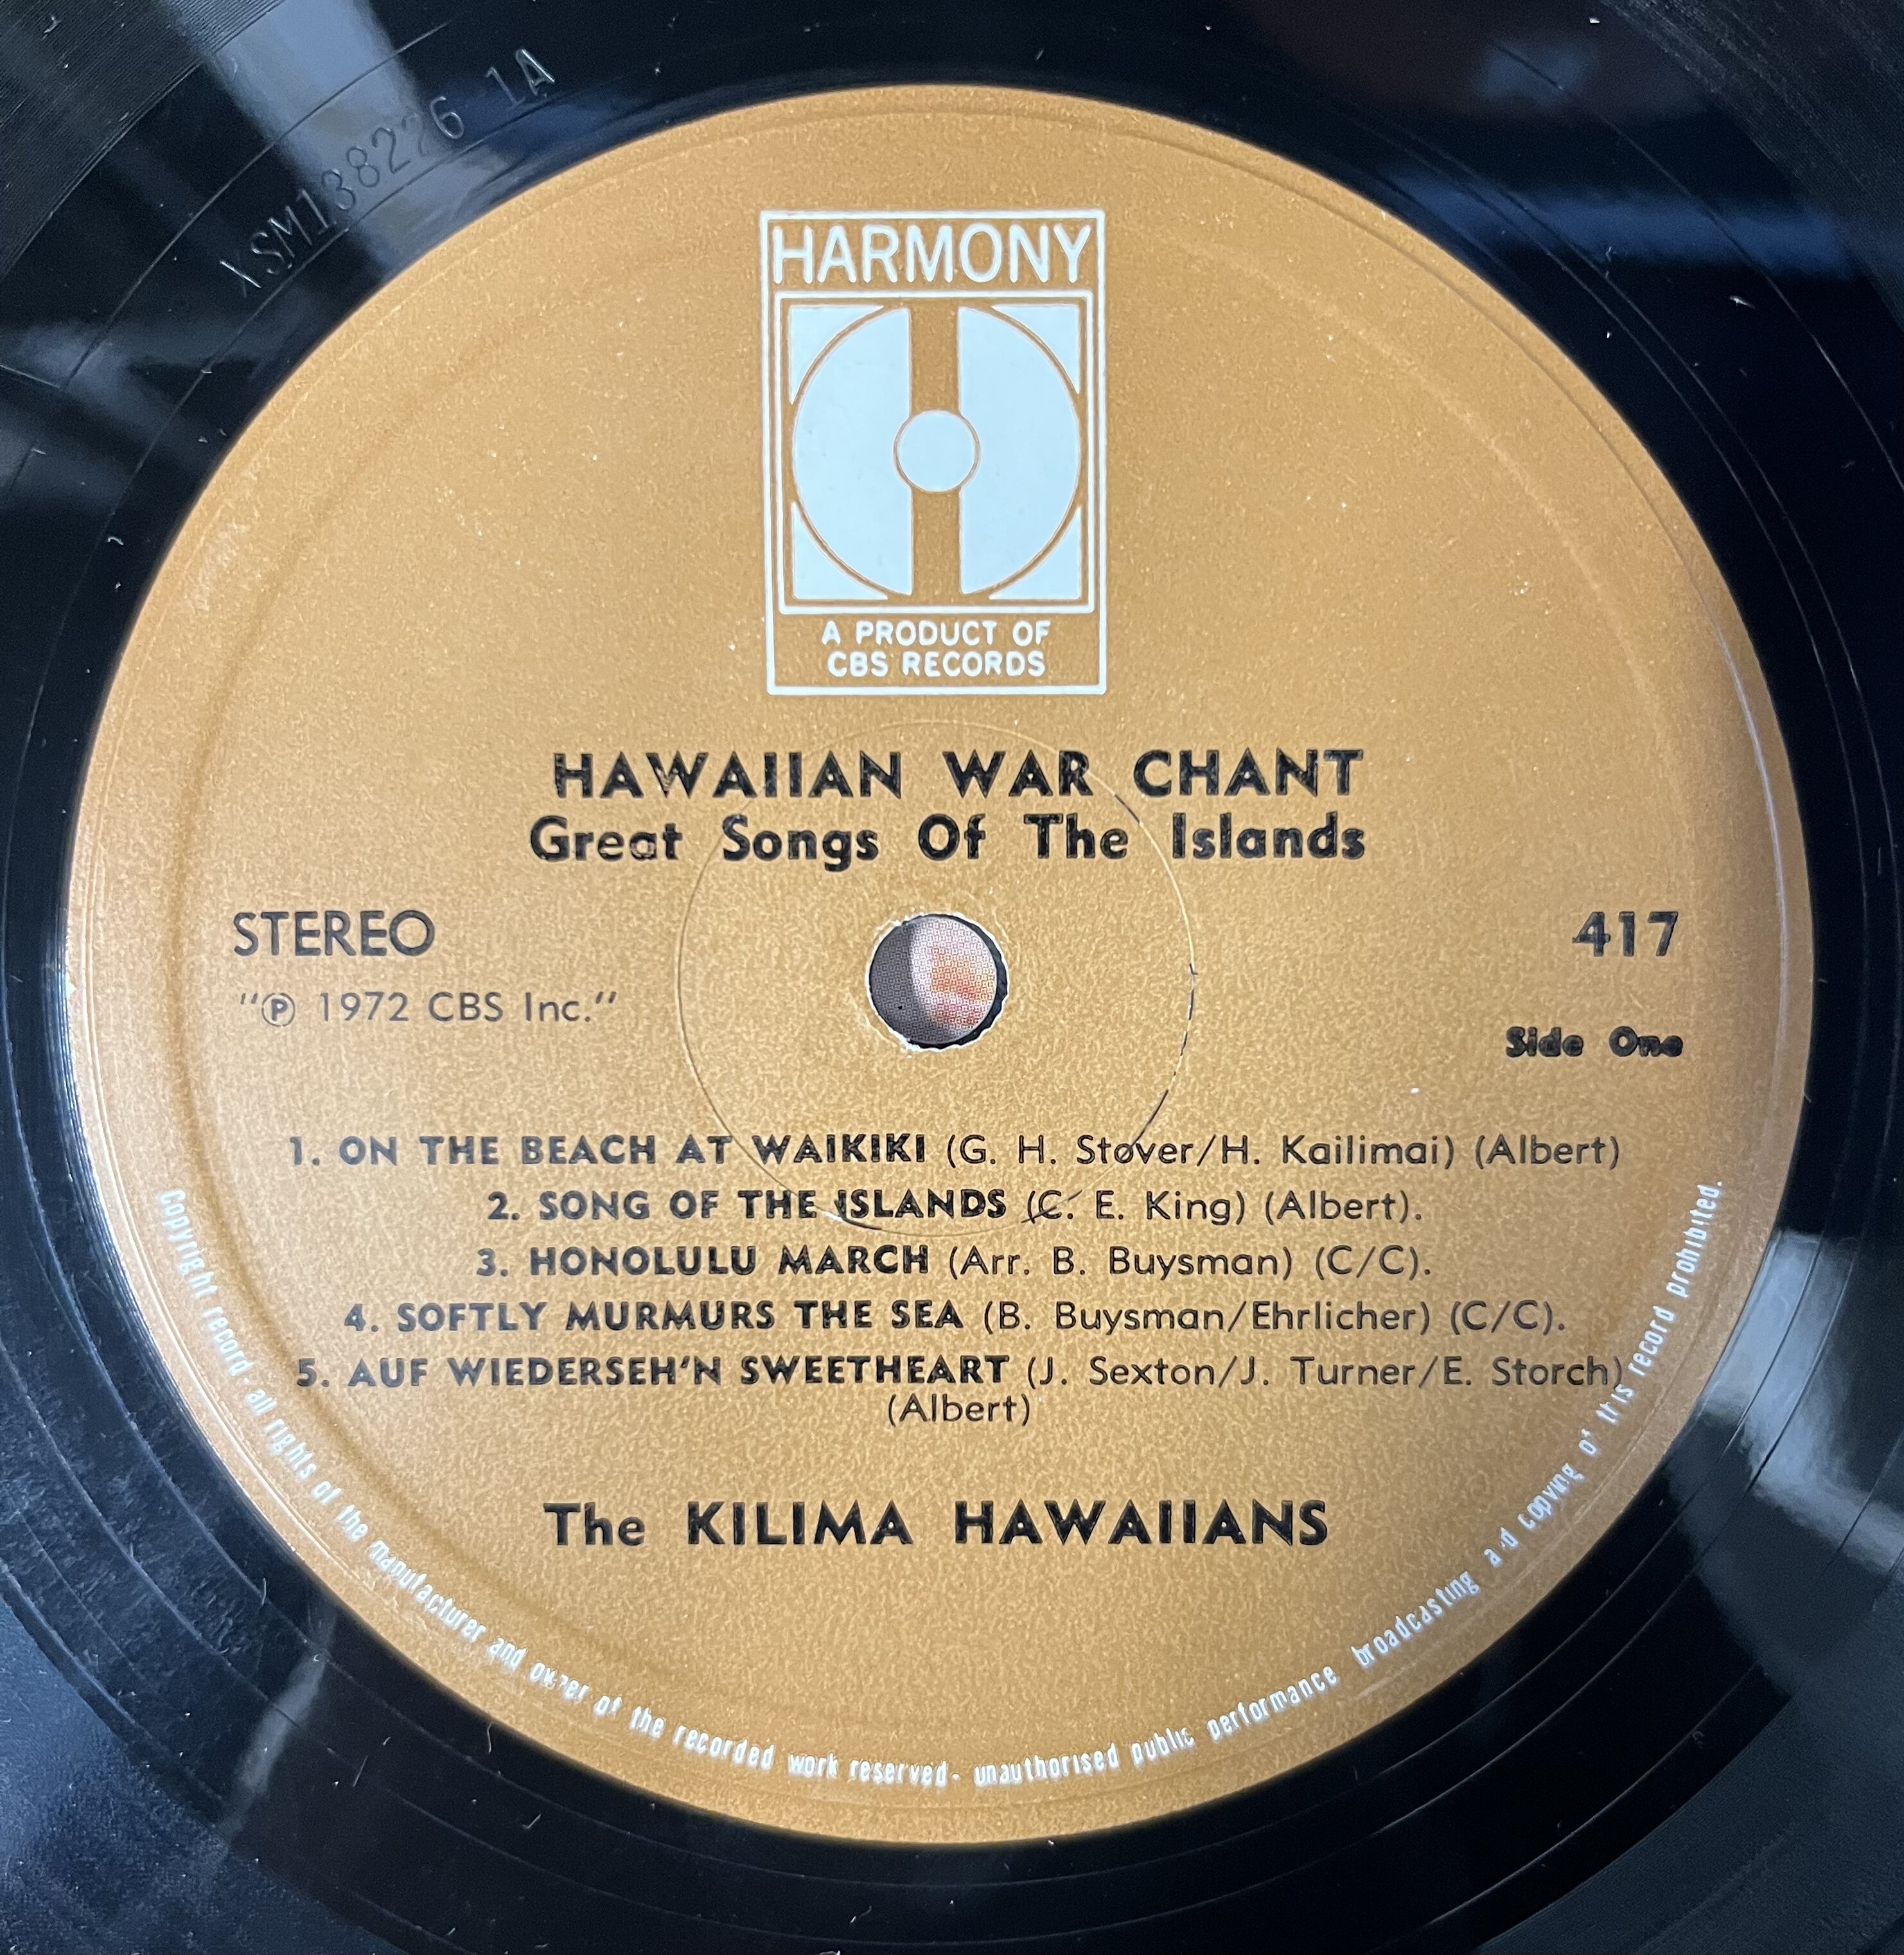 XSM138226 1A
HARMONY
A PRODUCT OF
CBS RECORDS
HAWAIIAN WAR CHANT
Great Songs Of The Islands
STEREO
417
"℗ 1972 CBS Inc."
Side One
1. ON THE BEACH AT WAIKIKI (G. H. Stover/H. Kailimai) (Albert)
2. SONG OF THE ISLANDS (C. E. King) (Albert).
3. HONOLULU MARCH (Arr. B. Buysman) (C/C).
4. SOFTLY MURMURS THE SEA (B. Buysman/Ehrlicher) (C/C).
5. AUF WIEDERSEH'N SWEETHEART (J. Sexton/J. Turner/E. Storch)
(Albert)
The KILIMA HAWAIIANS
Copyright record - all rights of the manufacturer and owner of the recorded work reserved - unauthorised public performance broadcasting and copying of this record prohibited.